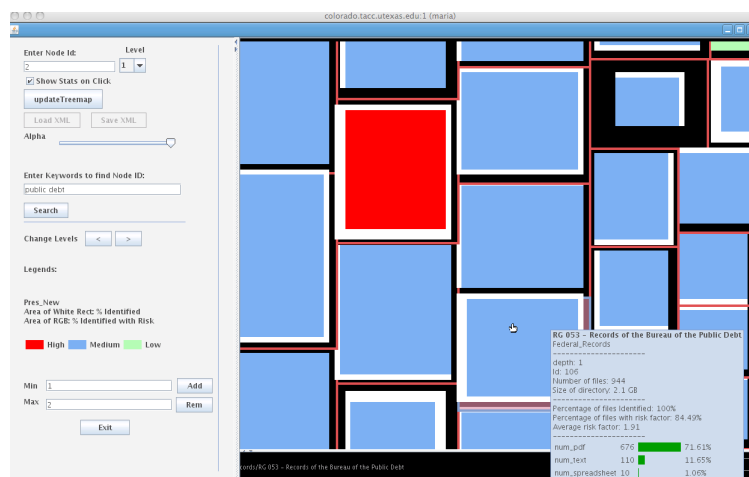 colorado.tacc.utexas.edu:1 (maria)
Enter Node Id:
Level
2
1
Show Stats on Click
updateTreemap
Load XML
Save XML
Alpha
Enter Keywords to find Node ID:
public debt
Search
Change Levels
<
>
Legends:
Pres_New
Area of White Rect: % Identified
Area of RGB: % Identified with Risk
High
Medium
Low
Min
1
Add
Max
2
Rem
Exit
RG 053 - Records of the Bureau of the Public Debt
Federal_Records
------------------------
depth: 1
Id: 106
Number of files: 944
Size of directory: 2.1 GB
------------------------
Percentage of files Identified: 100%
Percentage of files with risk factor: 84.49%
Average risk factor: 1.91
------------------------
num_pdf 676 71.61%
num_text 110 11.65%
num_spreadsheet 10 1.06%
cords/RG 053 - Records of the Bureau of the Public Debt